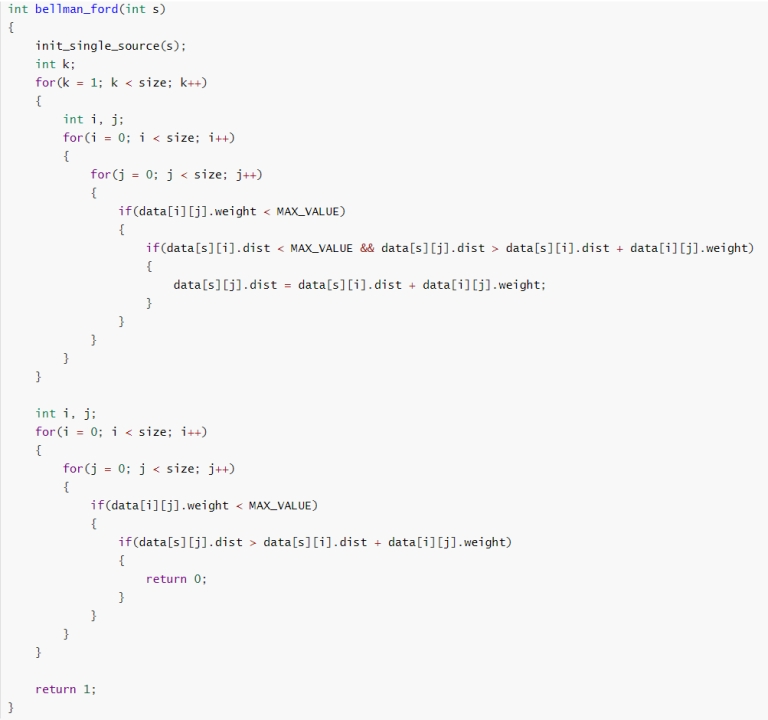 int bellman_ford(int s)
{
    init_single_source(s);
    int k;
    for(k = 1; k < size; k++)
    {
        int i, j;
        for(i = 0; i < size; i++)
        {
            for(j = 0; j < size; j++)
            {
                if(data[i][j].weight < MAX_VALUE)
                {
                    if(data[s][i].dist < MAX_VALUE && data[s][j].dist > data[s][i].dist + data[i][j].weight)
                    {
                        data[s][j].dist = data[s][i].dist + data[i][j].weight;
                    }
                }
            }
        }
    }

    int i, j;
    for(i = 0; i < size; i++)
    {
        for(j = 0; j < size; j++)
        {
            if(data[i][j].weight < MAX_VALUE)
            {
                if(data[s][j].dist > data[s][i].dist + data[i][j].weight)
                {
                    return 0;
                }
            }
        }
    }

    return 1;
}